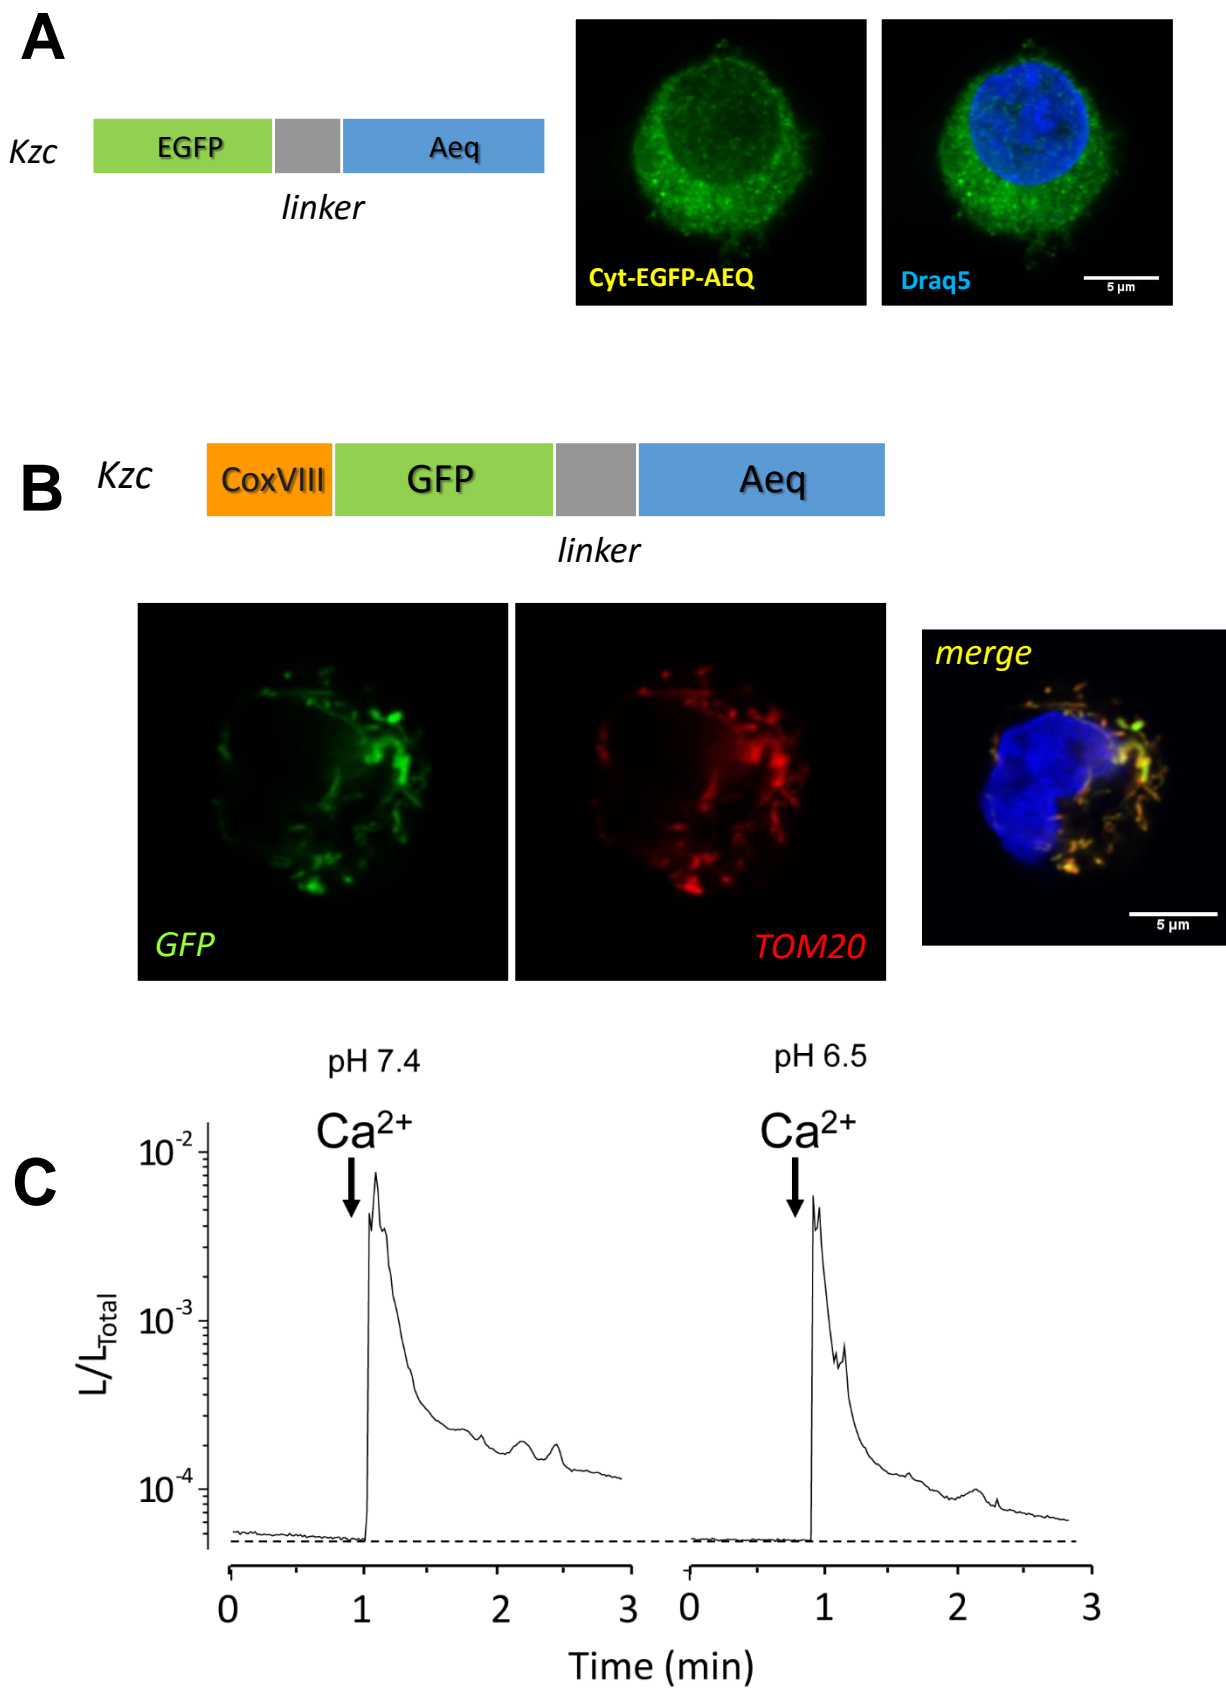 A
Kzc
EGFP
Aeq
linker
Cyt-EGFP-AEQ
Draq5
5 µm
B
Kzc
CoxVIII
GFP
Aeq
linker
GFP
TOM20
merge
5 µm
C
pH 7.4
pH 6.5
Ca²⁺
Ca²⁺
10⁻²
10⁻³
10⁻⁴
L/L_Total
0 1 2 3
0 1 2 3
Time (min)